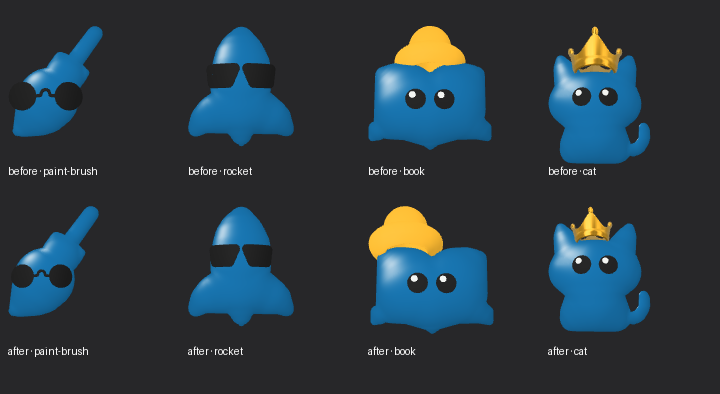 before · paint-brush
before · rocket
before · book
before · cat
after · paint-brush
after · rocket
after · book
after · cat